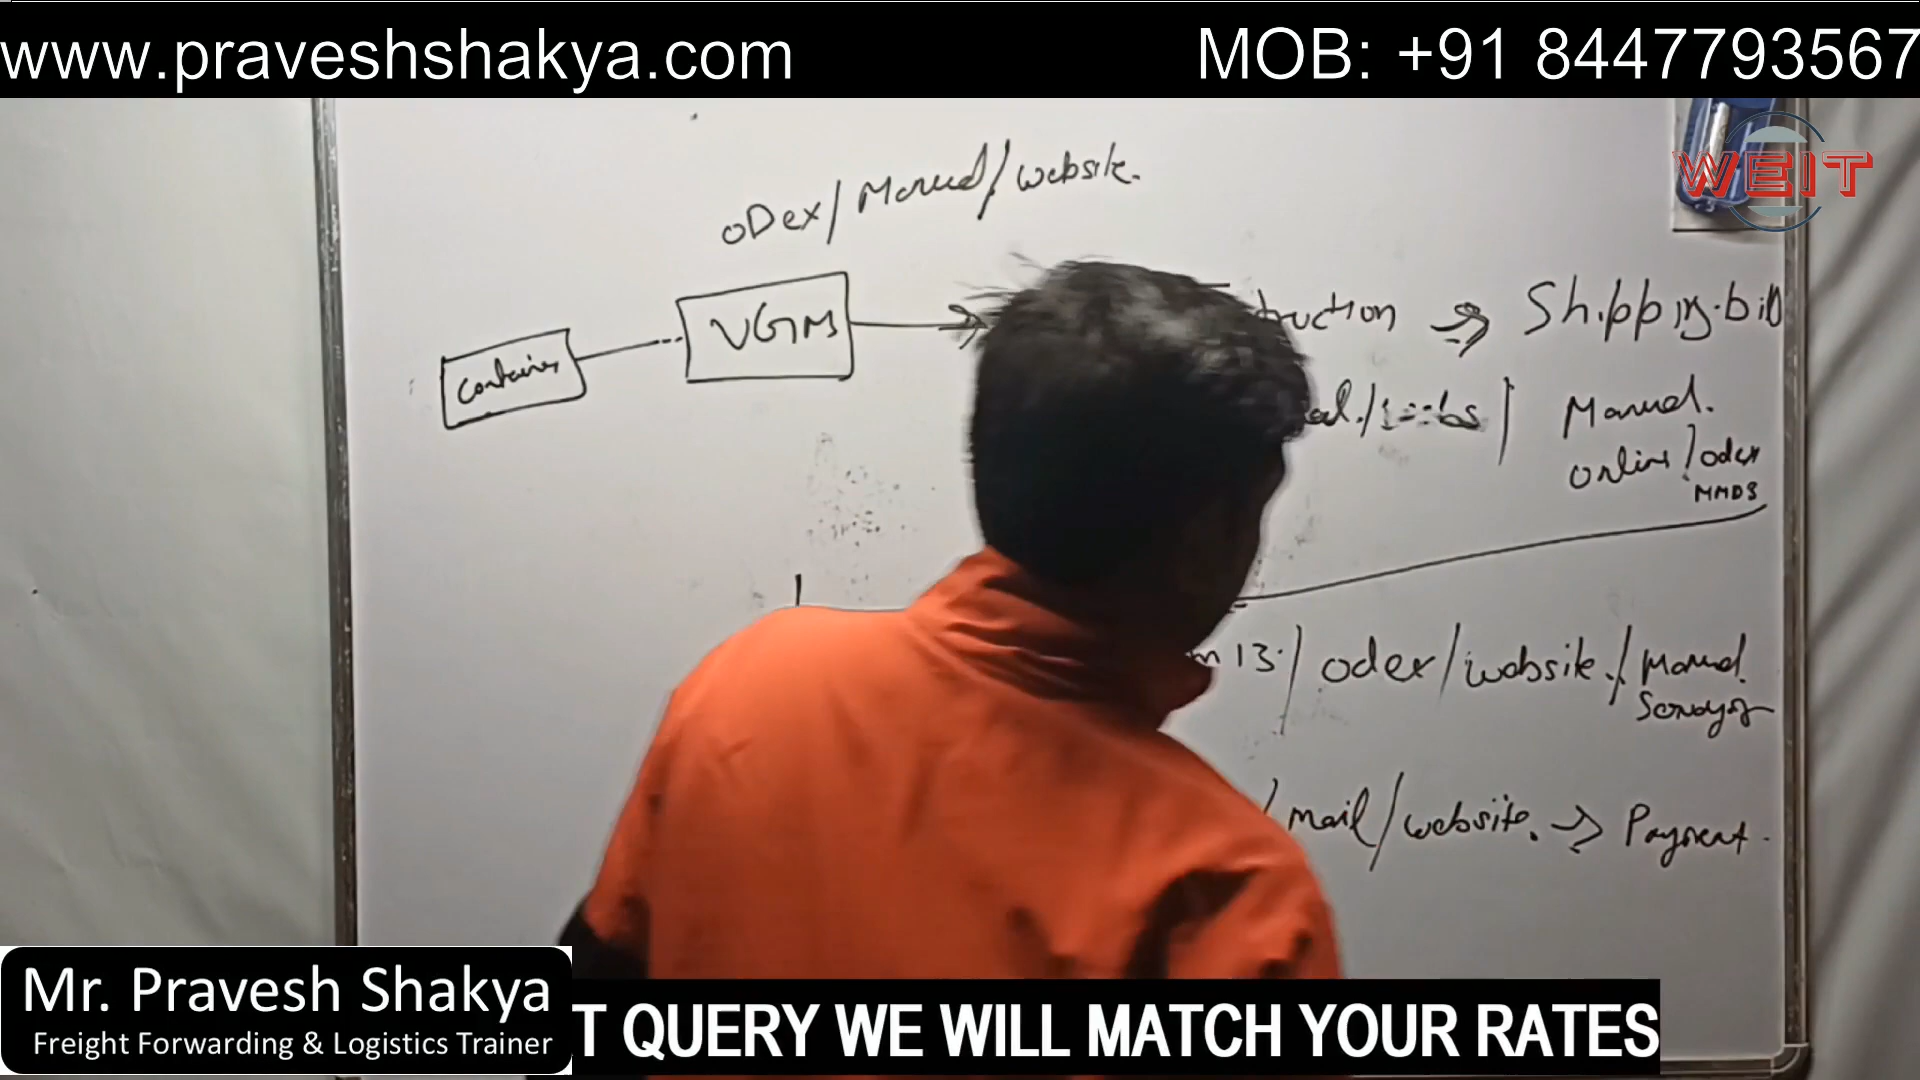 www.praveshshakya.com
MOB: +91 8447793567
WEIT
oDex/Manual/website.
Container
VGM
uction → Shipping.bill
Manual.
online/odex
MMDS
13./odex/website./Manual.
mail/website. → Payment.
Mr. Pravesh Shakya
Freight Forwarding & Logistics Trainer
T QUERY WE WILL MATCH YOUR RATES